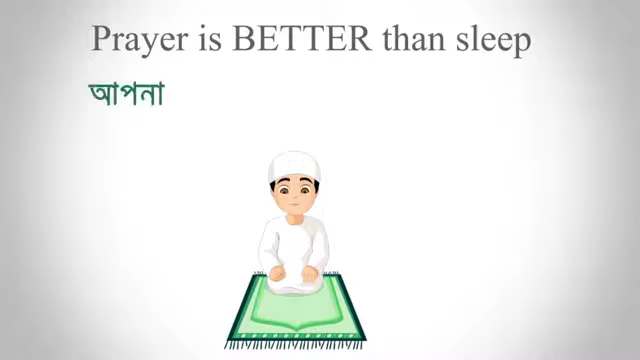 Prayer is BETTER than sleep
আপনা